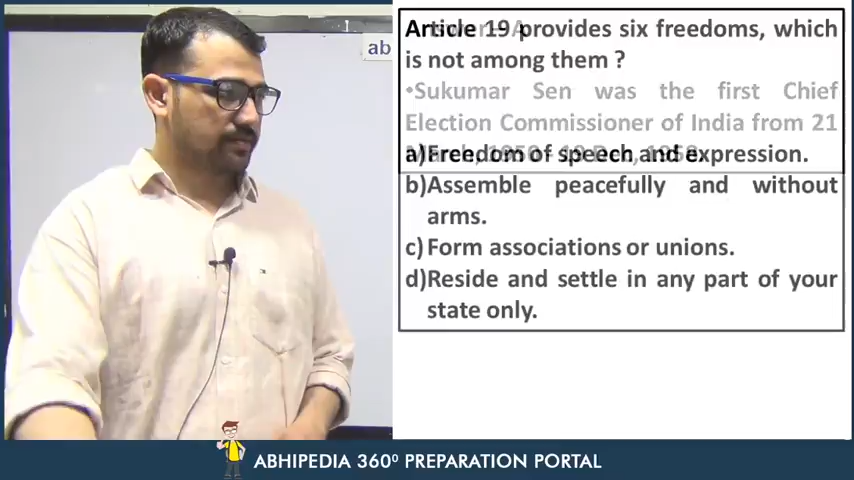 ab
Article 19 provides six freedoms, which
is not among them ?
•Sukumar Sen was the first Chief
Election Commissioner of India from 21
a)Freedom of speech and expression.
b)Assemble peacefully and without
arms.
c) Form associations or unions.
d)Reside and settle in any part of your
state only.
ABHIPEDIA 360⁰ PREPARATION PORTAL